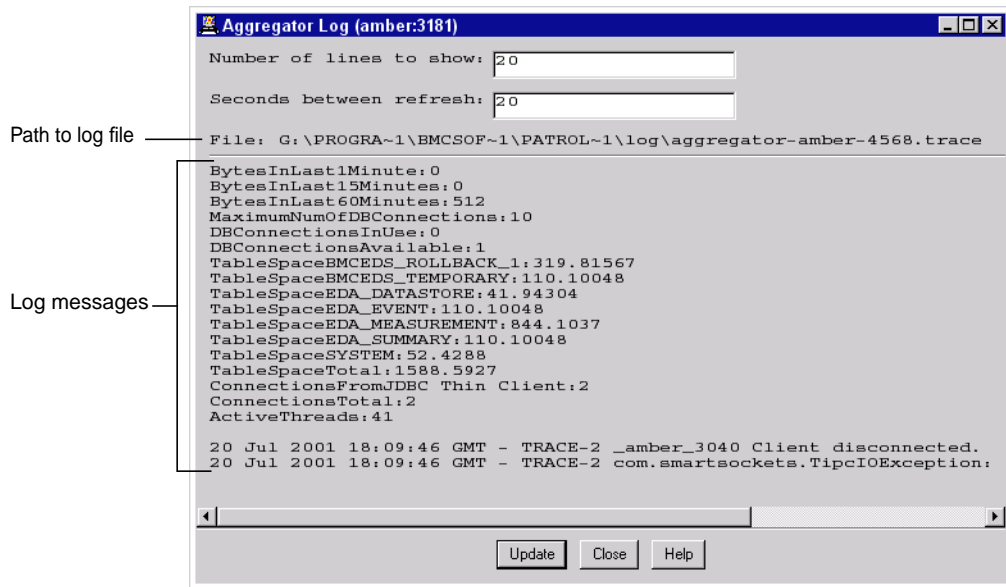 Aggregator Log (amber:3181)
Number of lines to show: 20
Seconds between refresh: 20
Path to log file
File: G:\PROGRA~1\BMCSOF~1\PATROL~1\log\aggregator-amber-4568.trace
BytesInLast1Minute:0
BytesInLast15Minutes:0
BytesInLast60Minutes:512
MaximumNumOfDBConnections:10
DBConnectionsInUse:0
DBConnectionsAvailable:1
TableSpaceBMCEDS_ROLLBACK_1:319.81567
TableSpaceBMCEDS_TEMPORARY:110.10048
TableSpaceEDA_DATASTORE:41.94304
Log messages
TableSpaceEDA_EVENT:110.10048
TableSpaceEDA_MEASUREMENT:844.1037
TableSpaceEDA_SUMMARY:110.10048
TableSpaceSYSTEM:52.4288
TableSpaceTotal:1588.5927
ConnectionsFromJDBC Thin Client:2
ConnectionsTotal:2
ActiveThreads:41
20 Jul 2001 18:09:46 GMT - TRACE-2 _amber_3040 Client disconnected.
20 Jul 2001 18:09:46 GMT - TRACE-2 com.smartsockets.TipcIOException:
Update Close Help